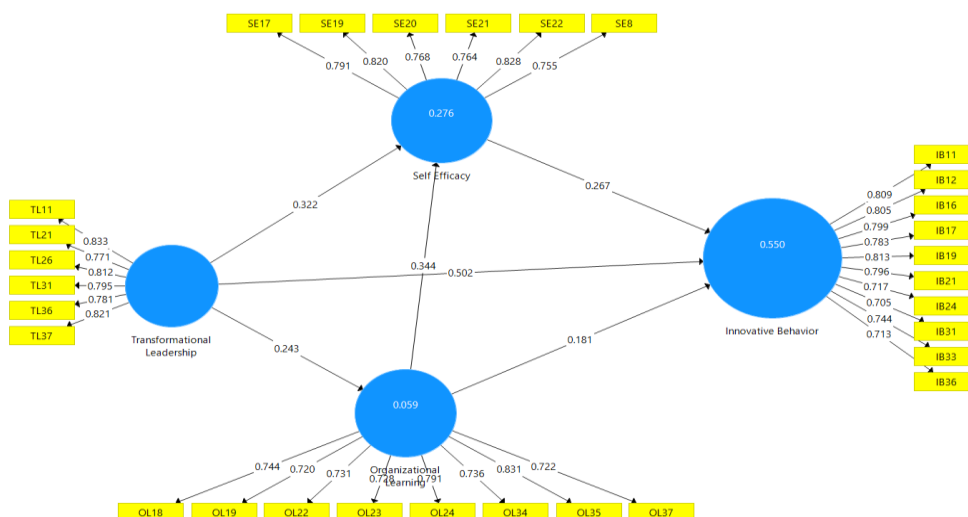 SE17 SE19 SE20 SE21 SE22 SE8
0.791 0.820 0.768 0.764 0.828 0.755
0.276
Self Efficacy
IB11
IB12
IB16
IB17
IB19
IB21
IB24
IB31
IB33
IB36
0.809
0.805
0.799
0.783
0.813
0.796
0.717
0.705
0.744
0.713
0.267
0.322
TL11
TL21
TL26
TL31
TL36
TL37
0.833
0.771
0.812
0.795
0.781
0.821
0.550
0.344 0.502
Innovative Behavior
Transformational
Leadership
0.243
0.181
0.059
Organizational
Learning
0.744 0.720 0.731 0.728 0.791 0.736 0.831 0.722
OL18 OL19 OL22 OL23 OL24 OL34 OL35 OL37